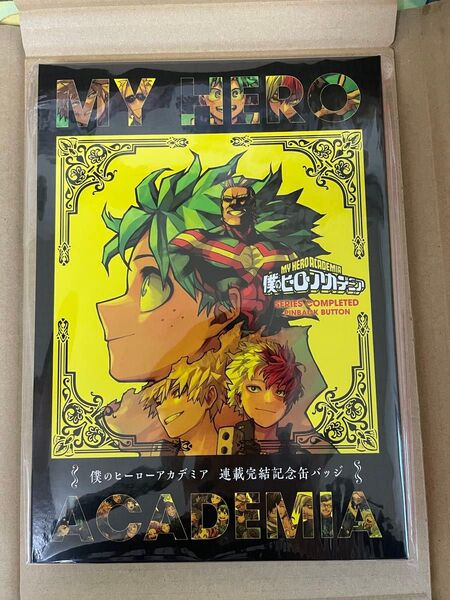 MY HERO
MY HERO ACADEMIA
僕のヒーローアカデミア
SERIES COMPLETED
PINBACK BUTTON
僕のヒーローアカデミア 連載完結記念缶バッジ
ACADEMIA